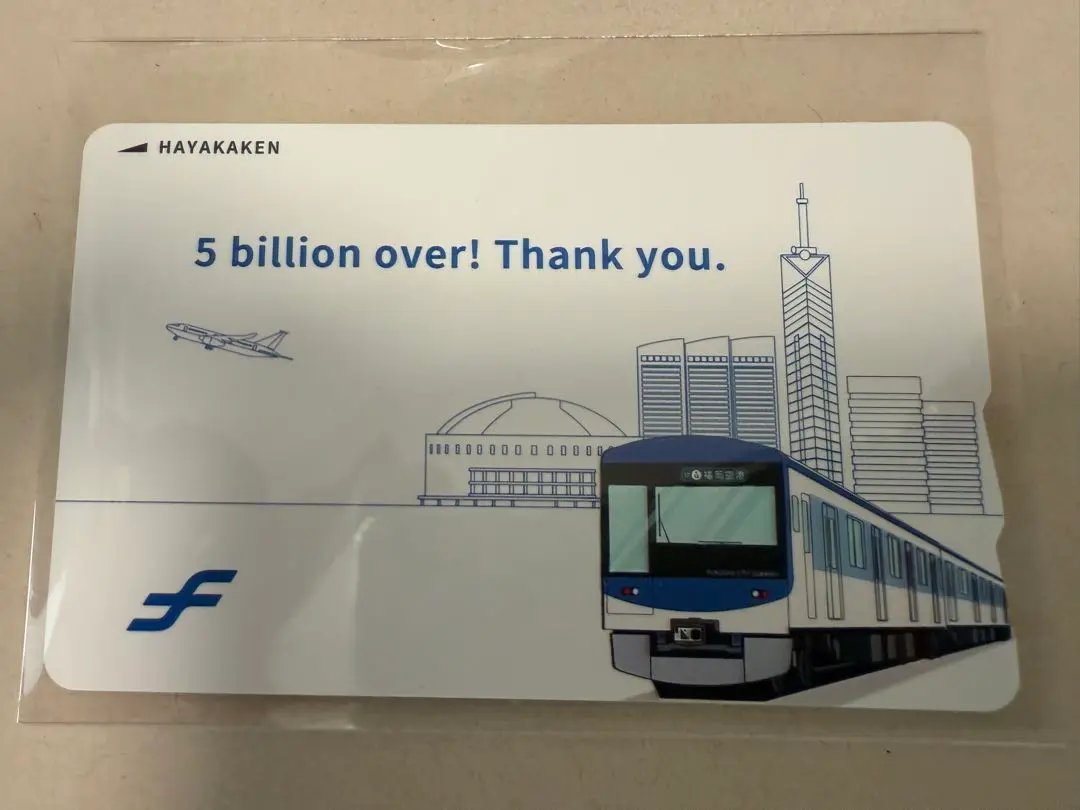 HAYAKAKEN
5 billion over! Thank you.
福岡空港